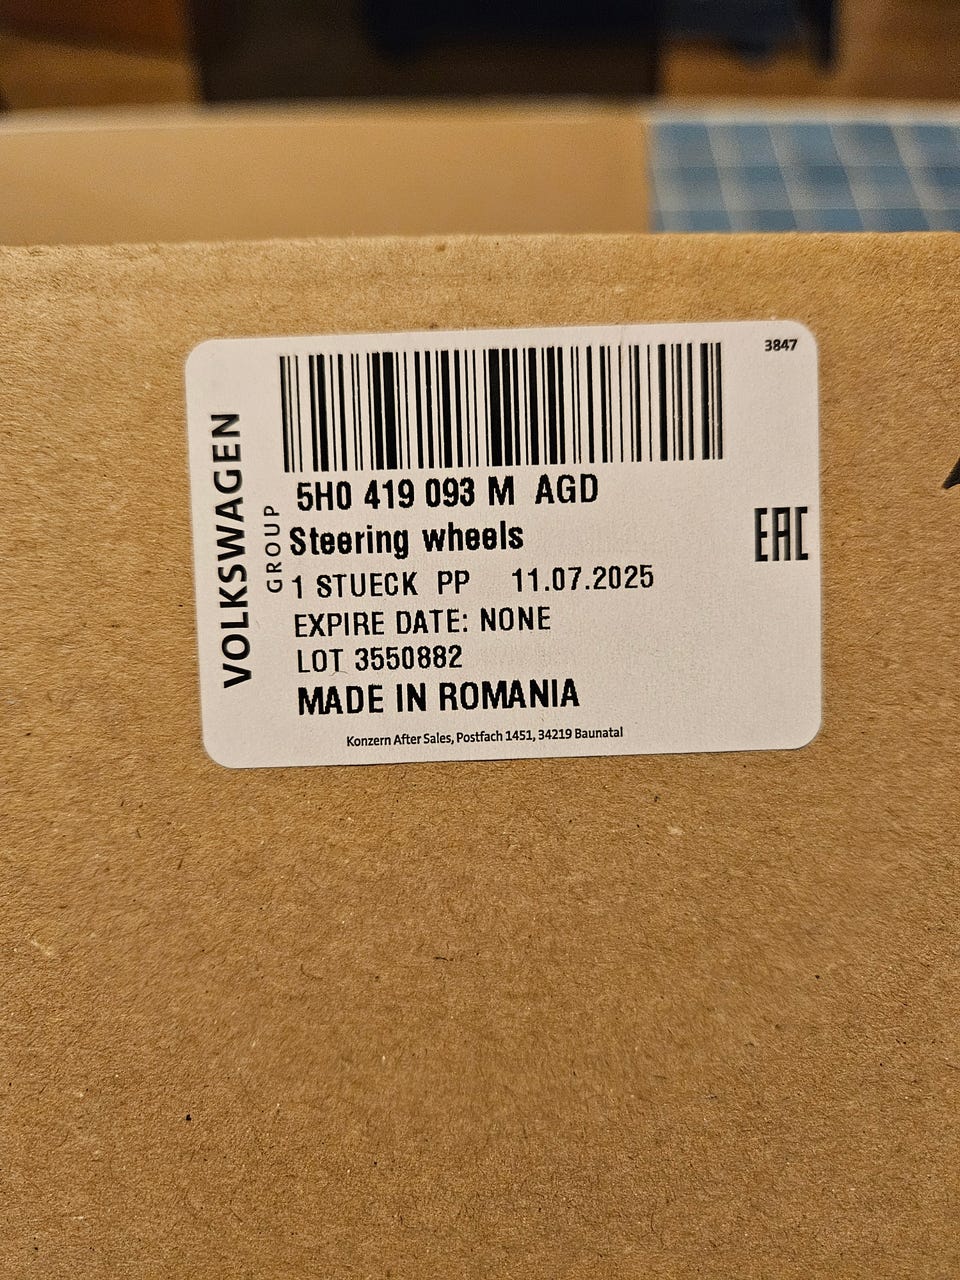 3847
VOLKSWAGEN
GROUP
5H0 419 093 M AGD
Steering wheels
1 STUECK PP 11.07.2025
EXPIRE DATE: NONE
LOT 3550882
MADE IN ROMANIA
Konzern After Sales, Postfach 1451, 34219 Baunatal
EAC